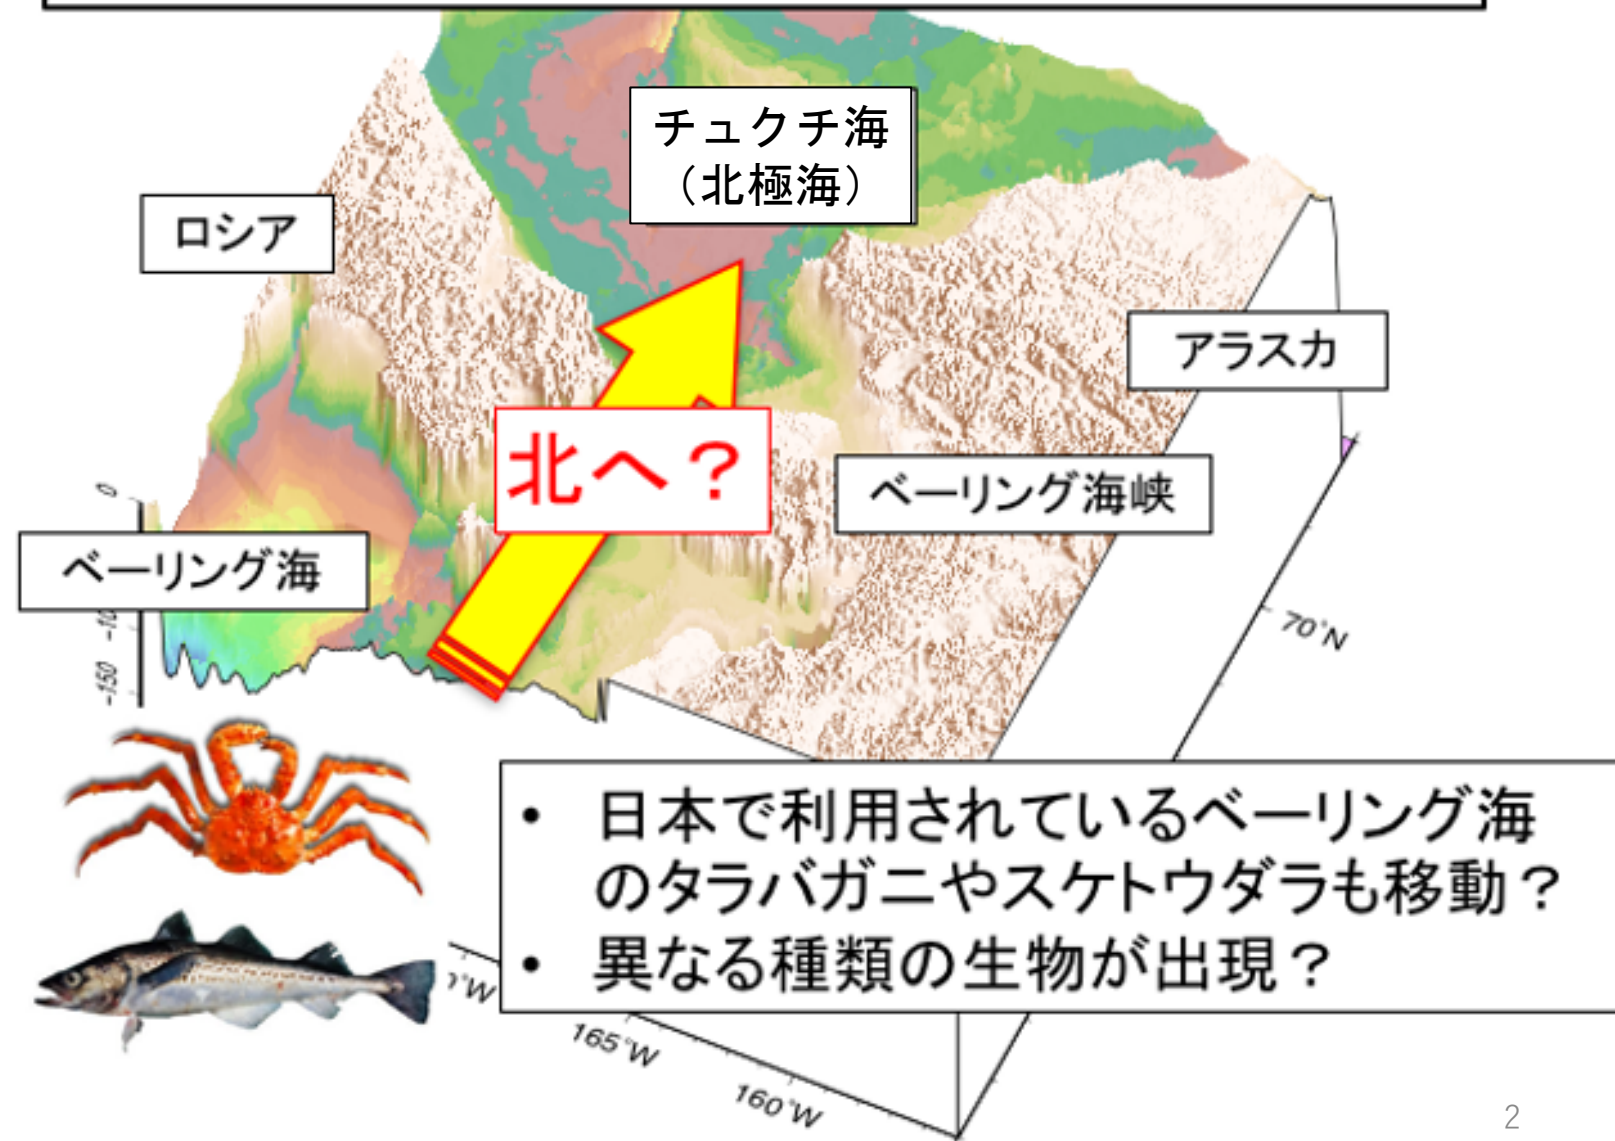 チュクチ海
（北極海）
ロシア
アラスカ
北へ？
ベーリング海峡
ベーリング海
0
-150
70°N
• 日本で利用されているベーリング海
のタラバガニやスケトウダラも移動？
• 異なる種類の生物が出現？
165°W
160°W
2